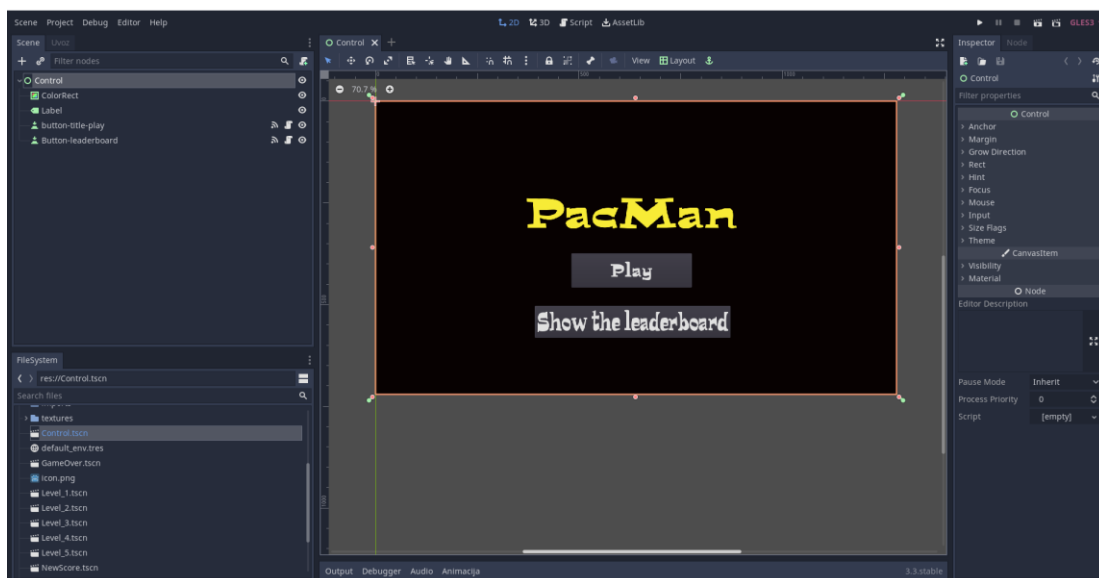 Scene Project Debug Editor Help
2D 3D Script AssetLib
GLES3
Scene Uvoz
Filter nodes
Control
ColorRect
Label
button-title-play
Button-leaderboard
FileSystem
res://Control.tscn
Search files
textures
Control.tscn
default_env.tres
GameOver.tscn
icon.png
Level_1.tscn
Level_2.tscn
Level_3.tscn
Level_4.tscn
Level_5.tscn
NewScore.tscn
Control
View Layout
70.7 %
0 500 1000
PacMan
Play
Show the leaderboard
Output Debugger Audio Animacija
3.3.stable
Inspector Node
Control
Filter properties
Control
Anchor
Margin
Grow Direction
Rect
Hint
Focus
Mouse
Input
Size Flags
Theme
CanvasItem
Visibility
Material
Node
Editor Description
Pause Mode Inherit
Process Priority 0
Script [empty]